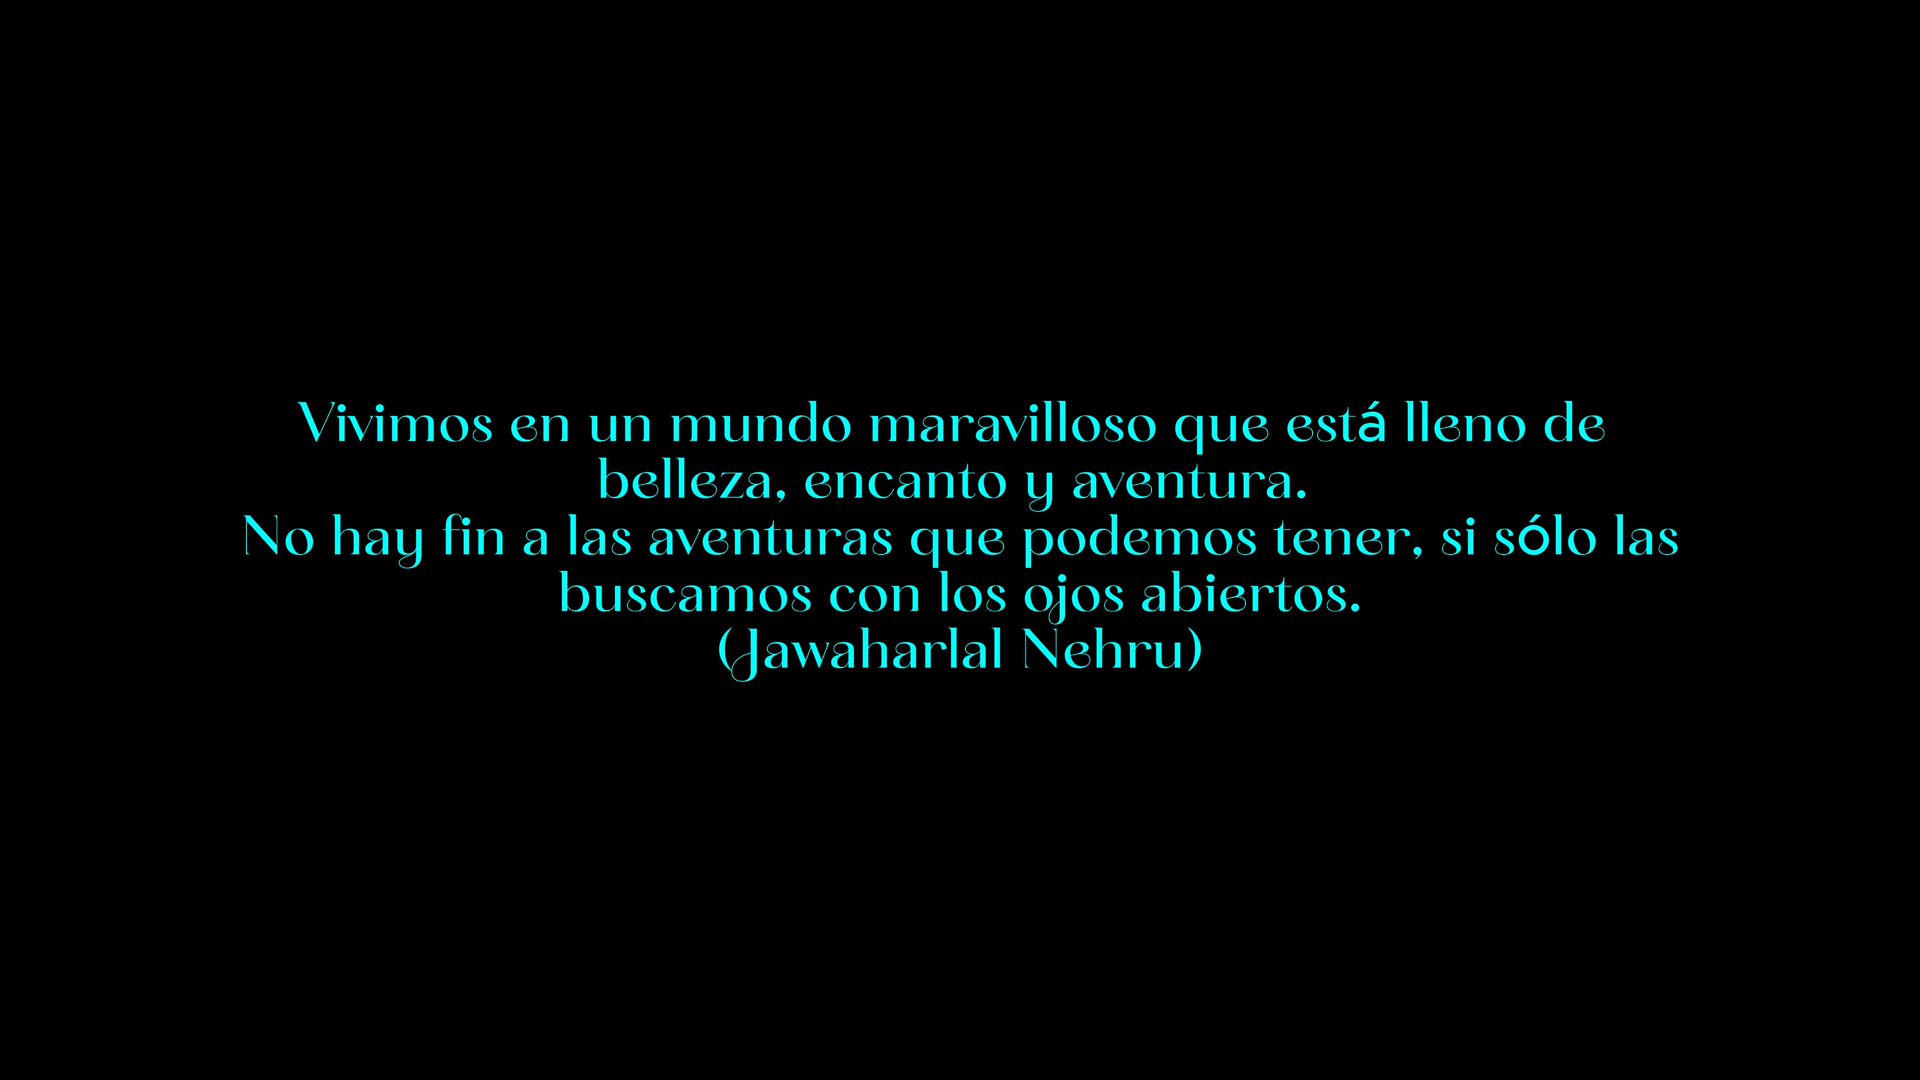 Vivimos en un mundo maravilloso que está lleno de
belleza, encanto y aventura.
No hay fin a las aventuras que podemos tener, si sólo las
buscamos con los ojos abiertos.
(Jawaharlal Nehru)